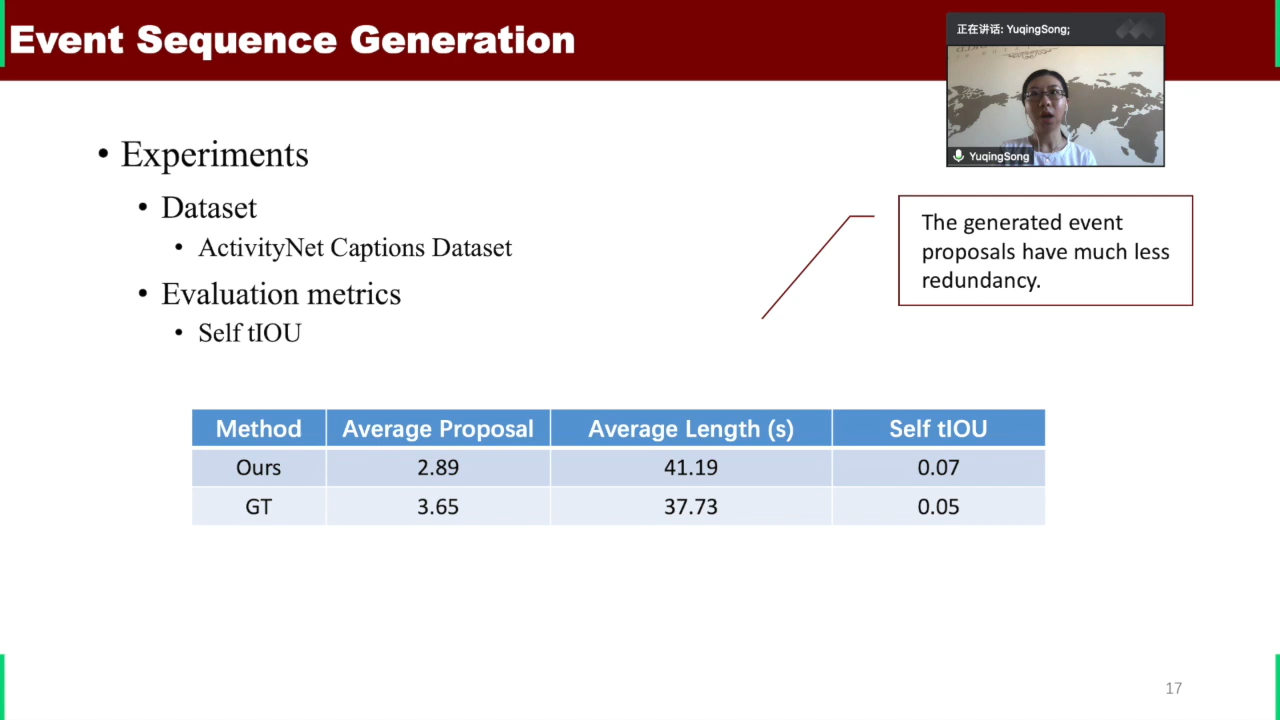 Event Sequence Generation
正在讲话: YuqingSong;
YuqingSong
• Experiments
• Dataset
• ActivityNet Captions Dataset
• Evaluation metrics
• Self tIOU
The generated event
proposals have much less
redundancy.
Method Average Proposal Average Length (s) Self tIOU
Ours 2.89 41.19 0.07
GT 3.65 37.73 0.05
17